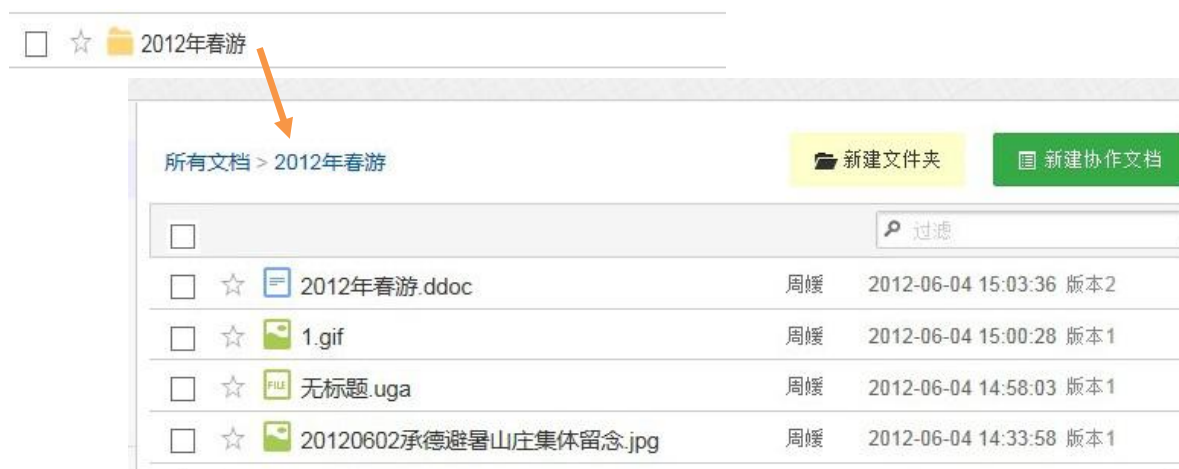 2012年春游
所有文档 > 2012年春游 新建文件夹 新建协作文档
过滤
2012年春游.ddoc 周媛 2012-06-04 15:03:36 版本2
1.gif 周媛 2012-06-04 15:00:28 版本1
FILE 无标题.uga 周媛 2012-06-04 14:58:03 版本1
20120602承德避暑山庄集体留念.jpg 周媛 2012-06-04 14:33:58 版本1